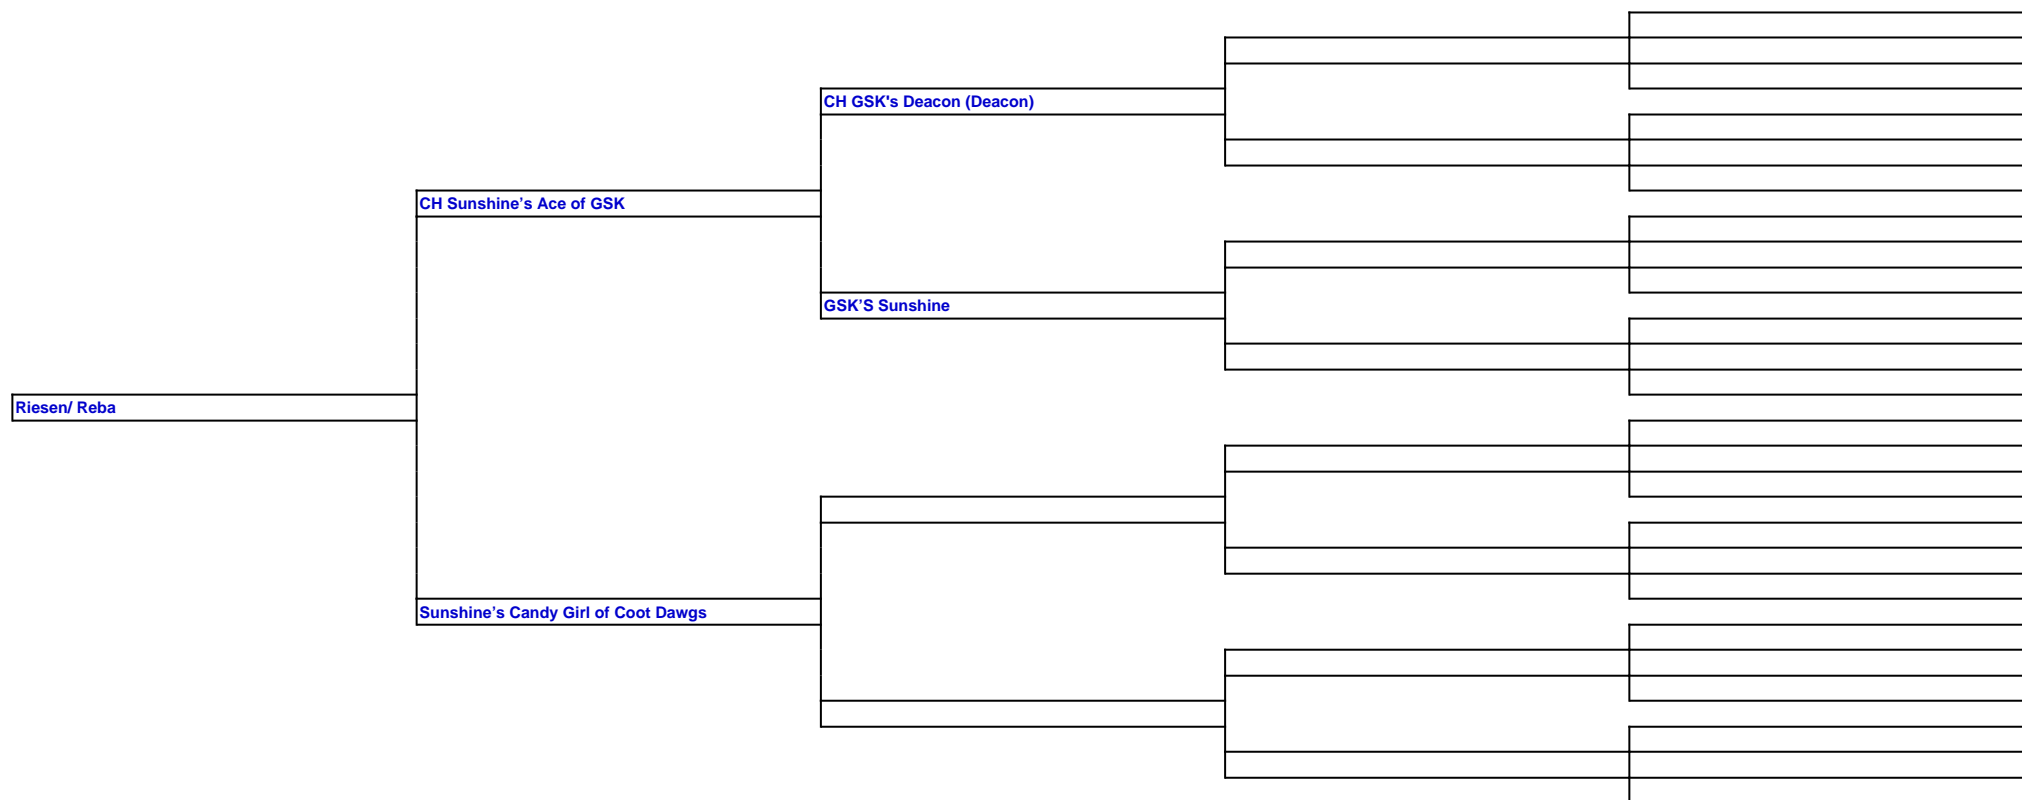 CH GSK's Deacon (Deacon)
CH Sunshine’s Ace of GSK
GSK’S Sunshine
Riesen/ Reba
Sunshine’s Candy Girl of Coot Dawgs